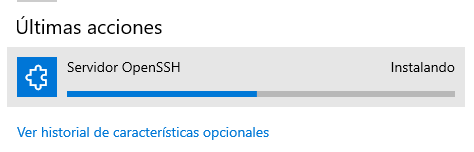 Últimas acciones
Servidor OpenSSH Instalando
Ver historial de características opcionales